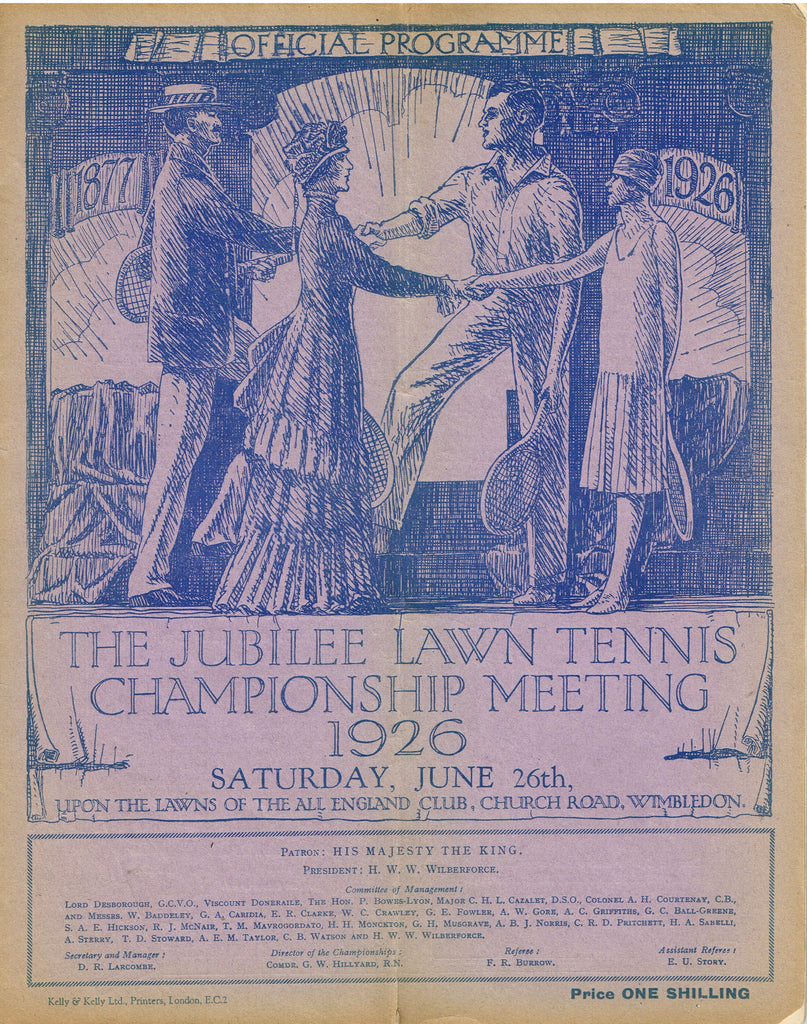 OFFICIAL PROGRAMME
1877
1926
THE JUBILEE LAWN TENNIS
CHAMPIONSHIP MEETING
1926
SATURDAY, JUNE 26th,
UPON THE LAWNS OF THE ALL ENGLAND CLUB, CHURCH ROAD, WIMBLEDON.
PATRON: HIS MAJESTY THE KING.
PRESIDENT: H. W. W. WILBERFORCE.
Committee of Management:
LORD DESBOROUGH, G.C.V.O., VISCOUNT DONERAILE, THE HON. P. BOWES-LYON, MAJOR C. H. L. CAZALET, D.S.O., COLONEL A. H. COURTENAY, C.B.,
AND MESSRS. W. BADDELEY, G. A. CARIDIA, E. R. CLARKE, W. C. CRAWLEY, G. E. FOWLER, A. W. GORE, A. C. GRIFFITHS, G. C. BALL-GREENE,
S. A. E. HICKSON, R. J. MCNAIR, T. M. MAVROGORDATO, H. H. MONCKTON, G. H. MUSGRAVE, A. B. J. NORRIS, C. R. D. PRITCHETT, H. A. SABELLI,
A. STERRY, T. D. STOWARD, A. E. M. TAYLOR, C. B. WATSON AND H. W. W. WILBERFORCE.
Secretary and Manager: Director of the Championships: Referee: Assistant Referee:
D. R. LARCOMBE. COMDR. G. W. HILLYARD, R.N. F. R. BURROW. E. U. STORY.
Kelly & Kelly Ltd., Printers, London, E.C.2
Price ONE SHILLING